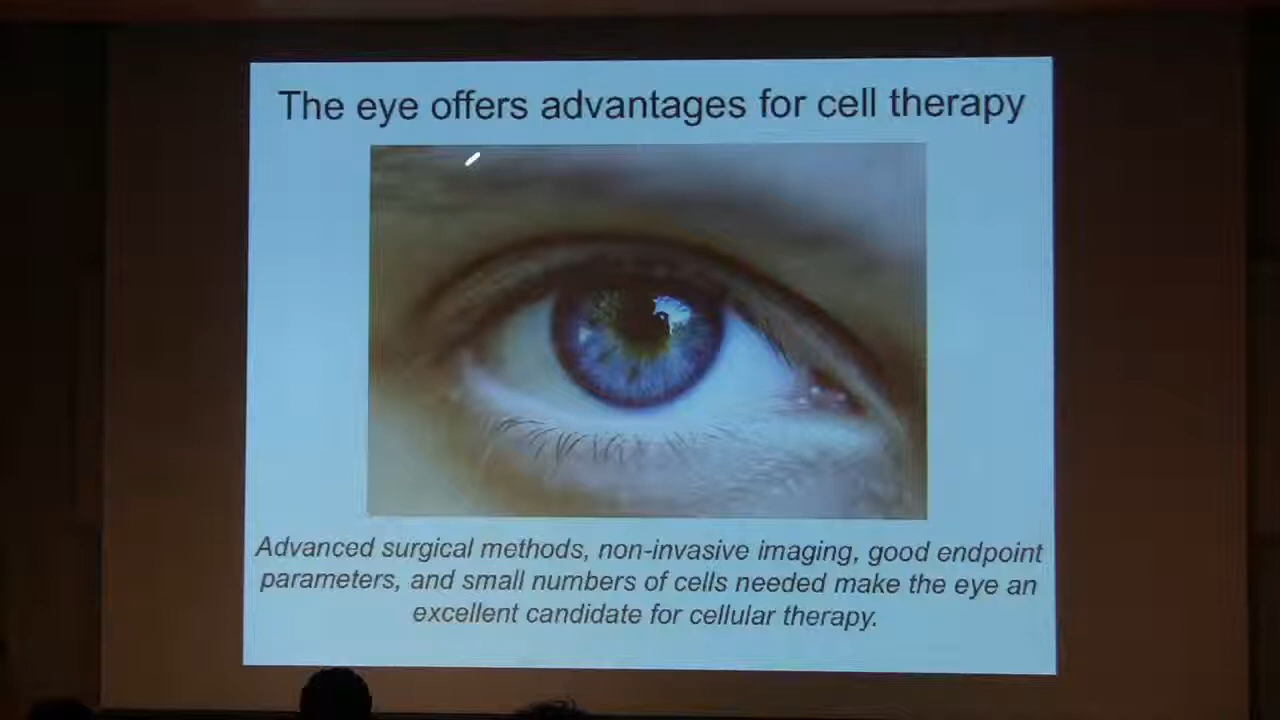 The eye offers advantages for cell therapy
Advanced surgical methods, non-invasive imaging, good endpoint
parameters, and small numbers of cells needed make the eye an
excellent candidate for cellular therapy.